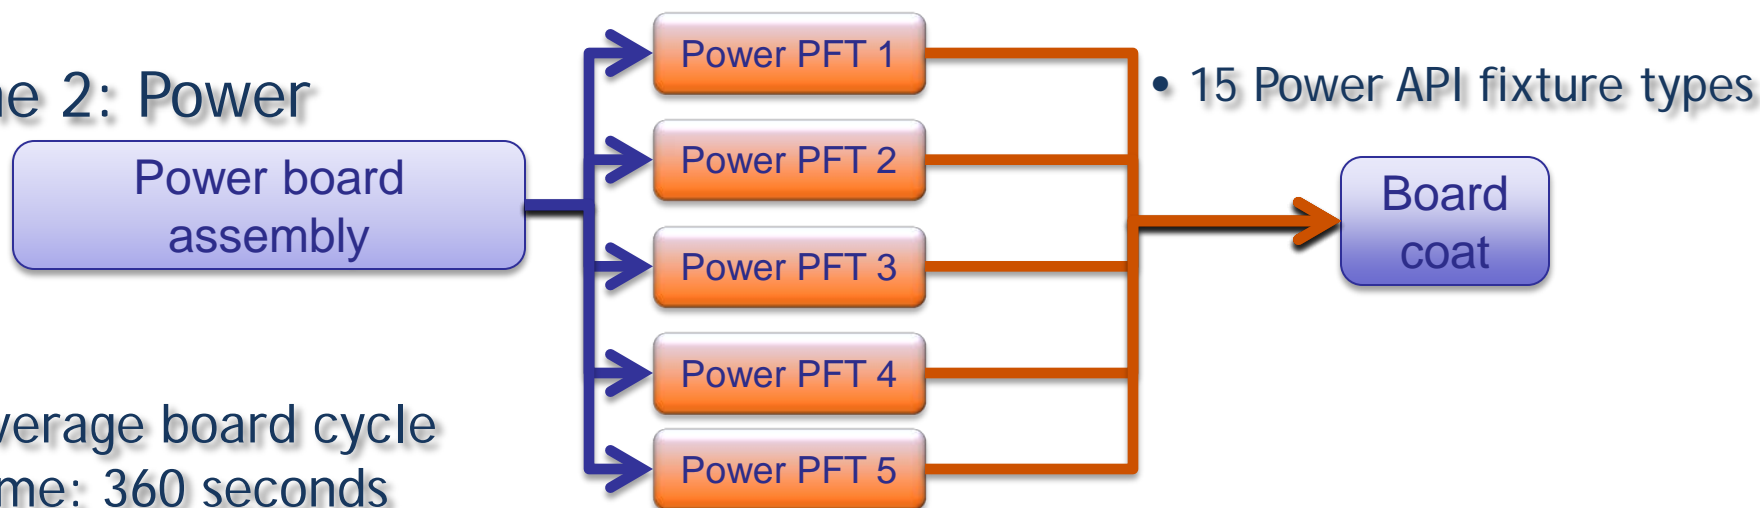 ne 2: Power
Power board
assembly
Power PFT 1
Power PFT 2
Power PFT 3
Power PFT 4
Power PFT 5
• 15 Power API fixture types
Board
coat
verage board cycle
me: 360 seconds